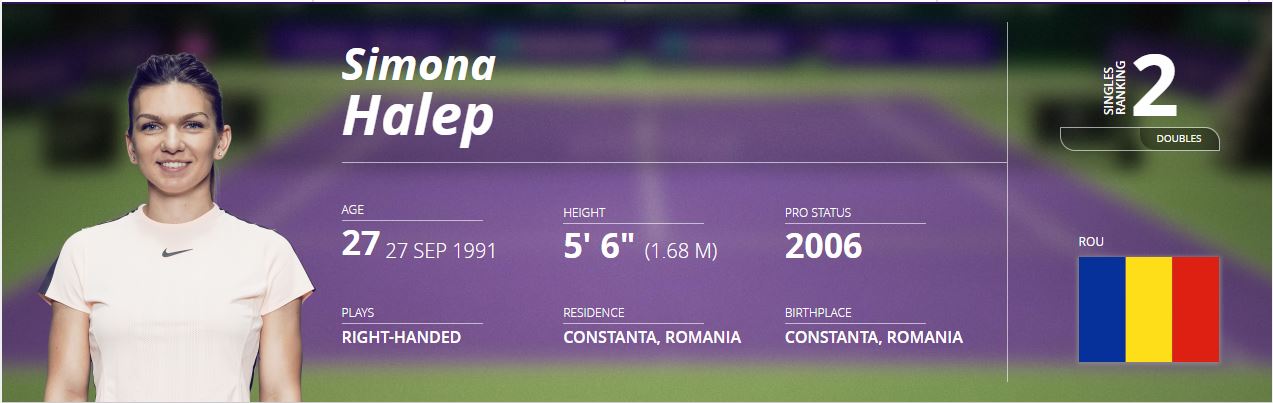 Simona
Halep
SINGLES
RANKING
2
DOUBLES
AGE
27 27 SEP 1991
HEIGHT
5' 6" (1.68 M)
PRO STATUS
2006
PLAYS
RIGHT-HANDED
RESIDENCE
CONSTANTA, ROMANIA
BIRTHPLACE
CONSTANTA, ROMANIA
ROU